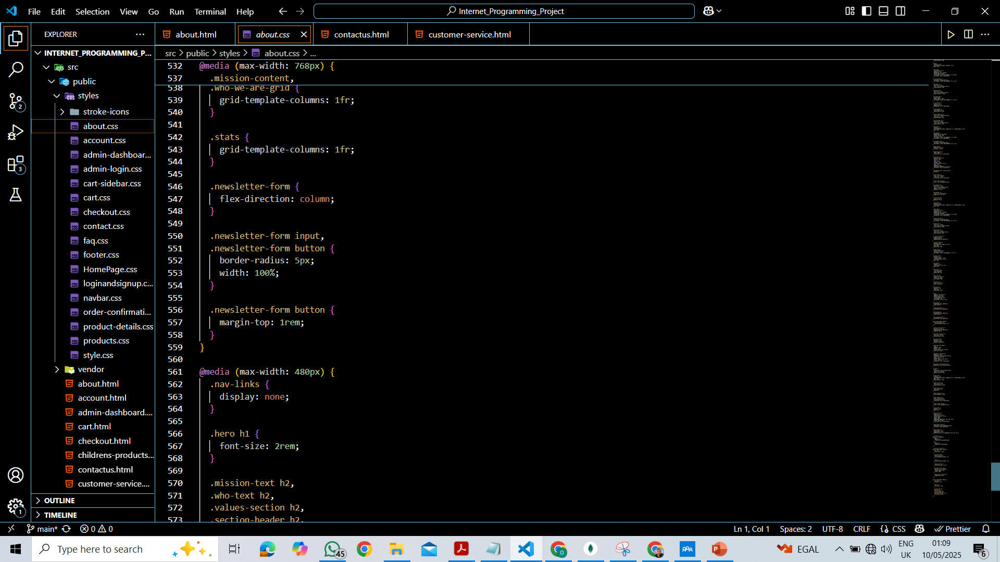 File Edit Selection View Go Run Terminal Help
Internet_Programming_Project
EXPLORER
about.html
about.css
contactus.html
customer-service.html
INTERNET_PROGRAMMING_P...
src
public
styles
stroke-icons
about.css
account.css
admin-dashboar...
admin-login.css
cart-sidebar.css
cart.css
checkout.css
contact.css
faq.css
footer.css
HomePage.css
loginandsignup.c...
navbar.css
order-confirmati...
product-details.css
products.css
style.css
vendor
about.html
account.html
admin-dashboard....
cart.html
checkout.html
childrens-products...
contactus.html
customer-service....
OUTLINE
TIMELINE
2
3
1
src > public > styles > about.css > ...
532 @media (max-width: 768px) {
537 .mission-content,
538 .who-we-are-grid {
539 grid-template-columns: 1fr;
540 }
541
542 .stats {
543 grid-template-columns: 1fr;
544 }
545
546 .newsletter-form {
547 flex-direction: column;
548 }
549
550 .newsletter-form input,
551 .newsletter-form button {
552 border-radius: 5px;
553 width: 100%;
554 }
555
556 .newsletter-form button {
557 margin-top: 1rem;
558 }
559 }
560
561 @media (max-width: 480px) {
562 .nav-links {
563 display: none;
564 }
565
566 .hero h1 {
567 font-size: 2rem;
568 }
569
570 .mission-text h2,
571 .who-text h2,
572 .values-section h2,
573 .section-header h2,
main* 0 0
Ln 1, Col 1 Spaces: 2 UTF-8 CRLF CSS Prettier
Type here to search
45
EGAL
ENG
UK
01:09
10/05/2025
6